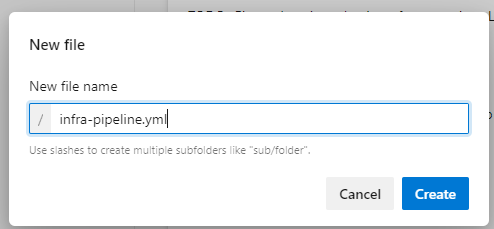 New file
New file name
/ infra-pipeline.yml
Use slashes to create multiple subfolders like "sub/folder".
Cancel Create